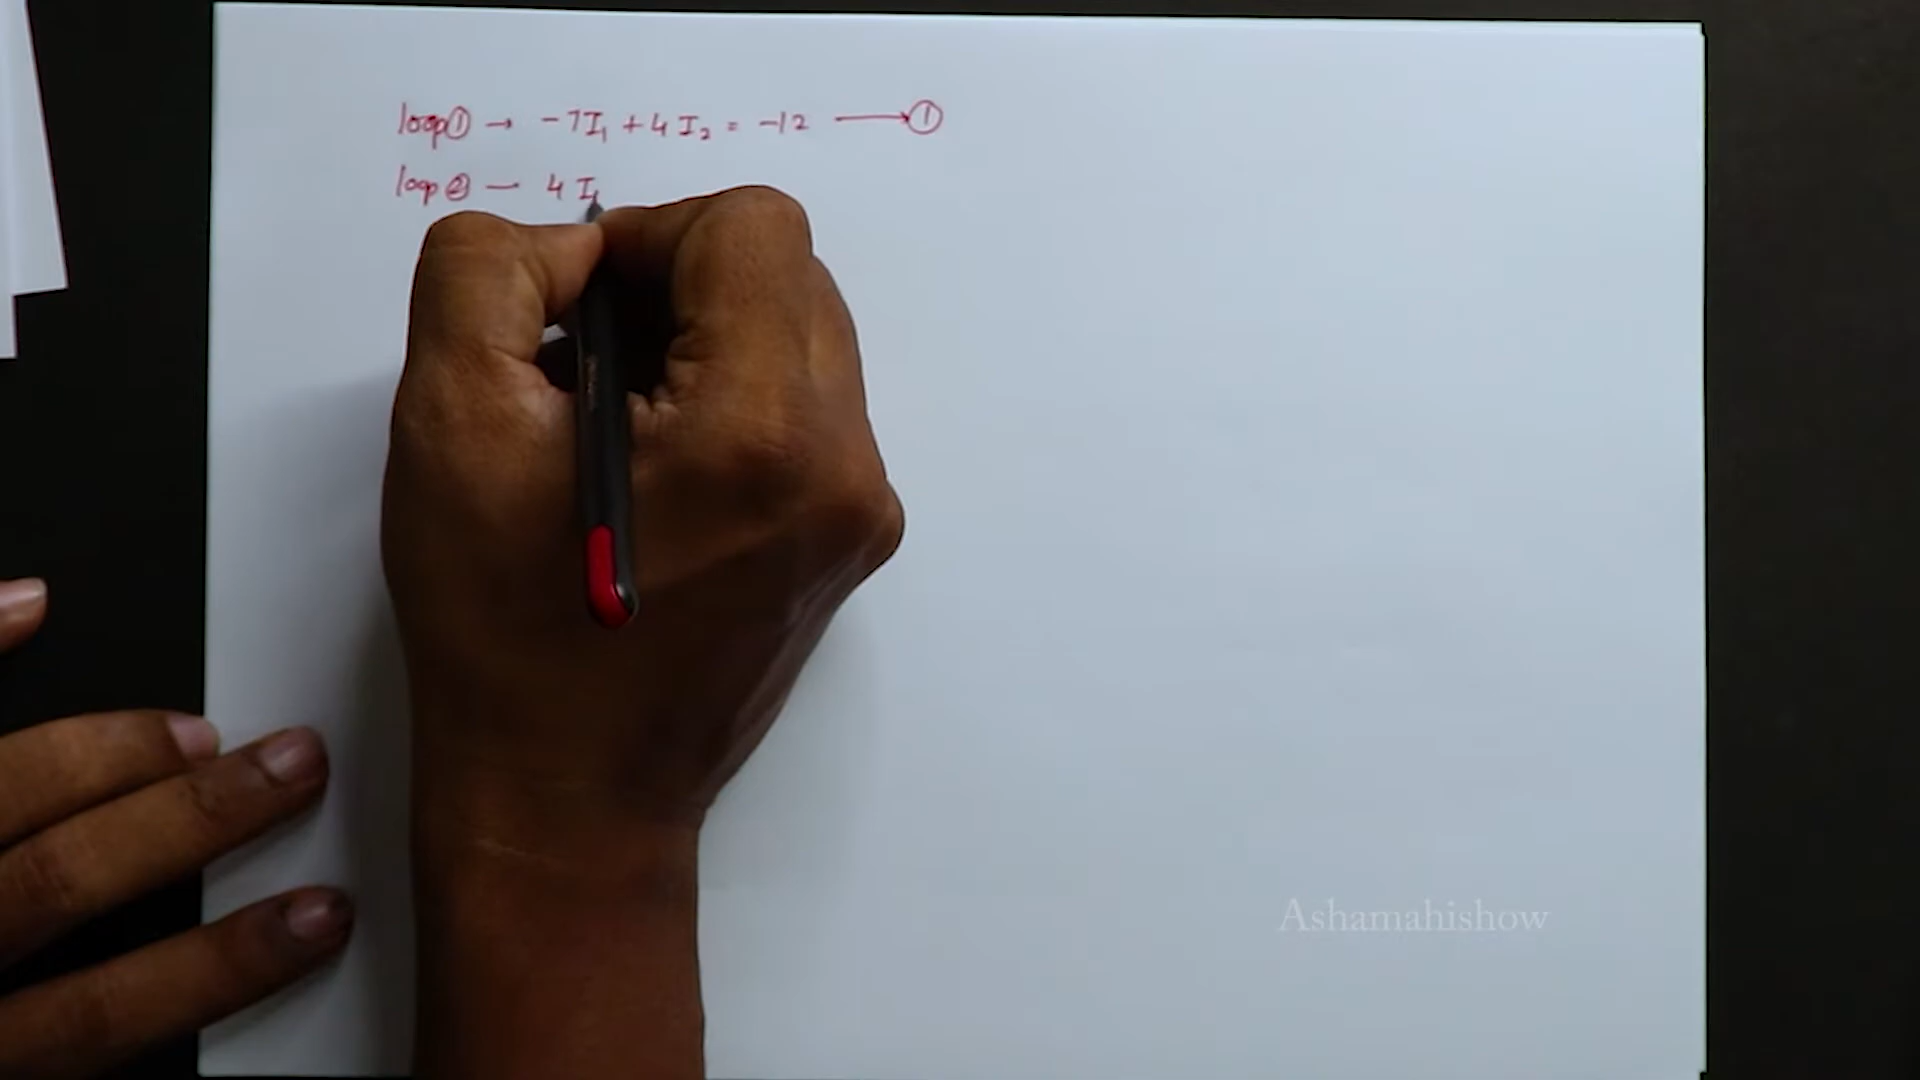 loop① → -7I₁ + 4I₂ = -12 ⟶ ①
loop② — 4I₁
Ashamahishow